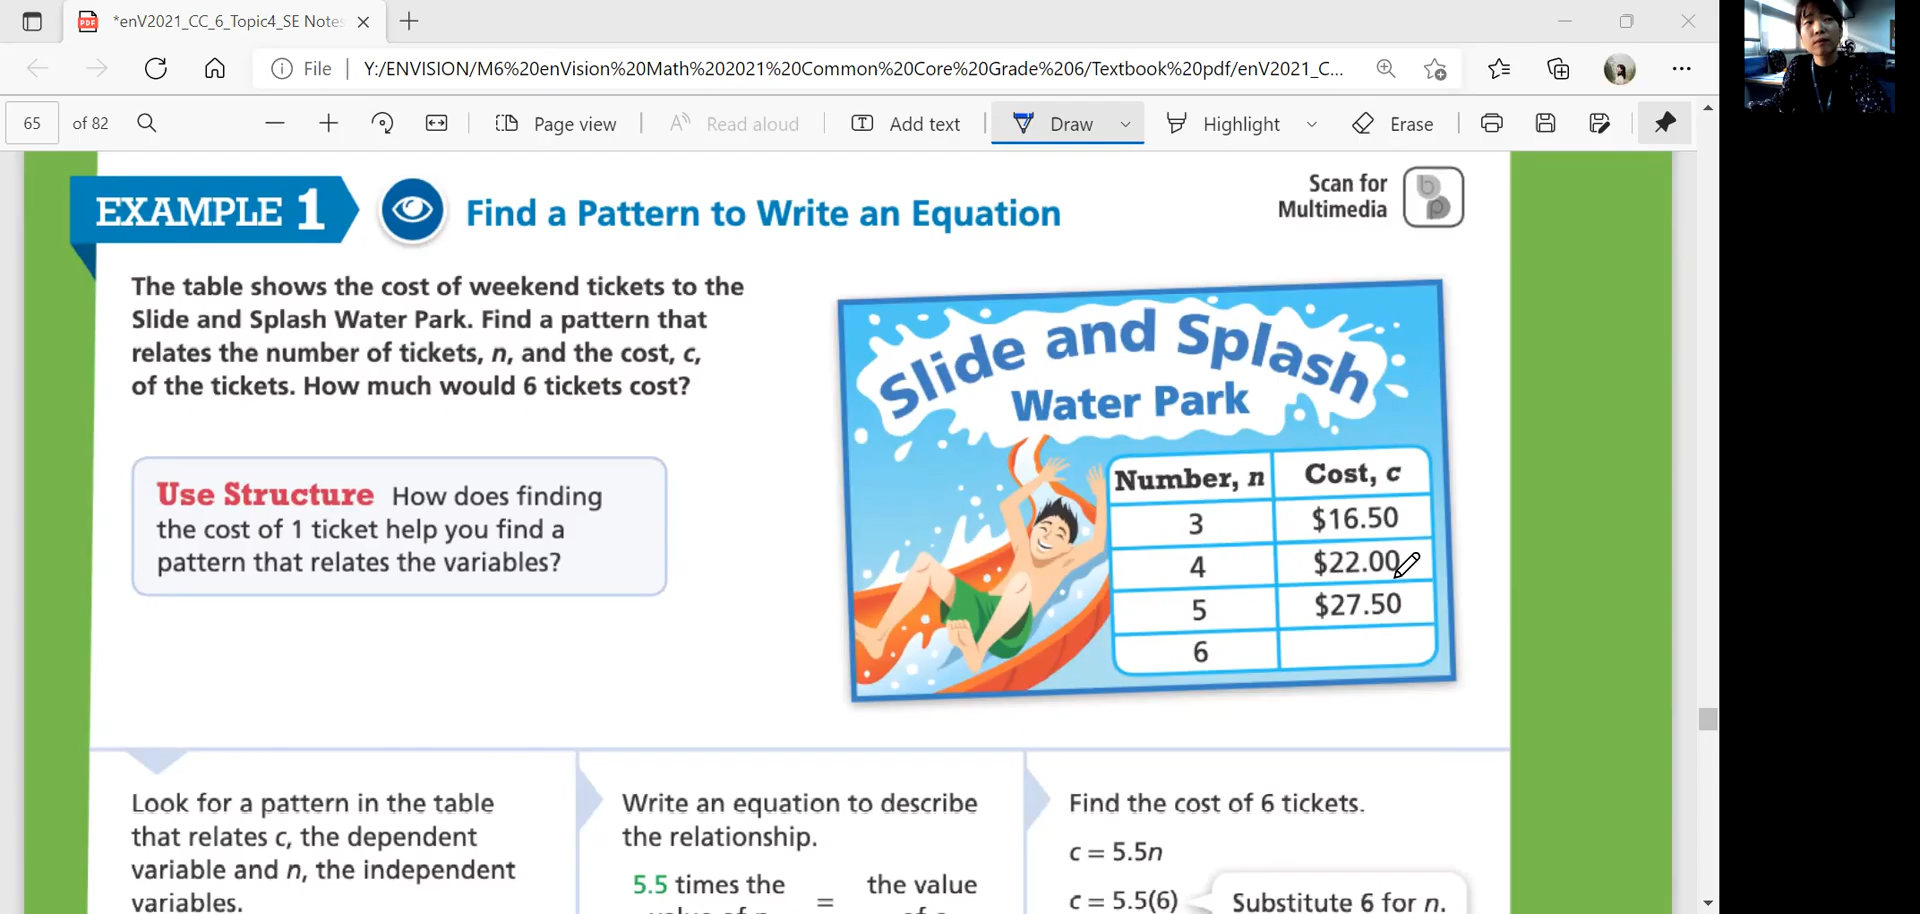 *enV2021_CC_6_Topic4_SE Notes
File
Y:/ENVISION/M6%20enVision%20Math%202021%20Common%20Core%20Grade%206/Textbook%20pdf/enV2021_C...
65 of 82
Page view
Read aloud
Add text
Draw
Highlight
Erase
EXAMPLE 1
Find a Pattern to Write an Equation
Scan for
Multimedia
The table shows the cost of weekend tickets to the
Slide and Splash Water Park. Find a pattern that
relates the number of tickets, n, and the cost, c,
of the tickets. How much would 6 tickets cost?
Use Structure How does finding
the cost of 1 ticket help you find a
pattern that relates the variables?
Slide and Splash
Water Park
Number, n Cost, c
3 $16.50
4 $22.00
5 $27.50
6
Look for a pattern in the table
that relates c, the dependent
variable and n, the independent
variables.
Write an equation to describe
the relationship.
5.5 times the = the value
value of n of c
Find the cost of 6 tickets.
c = 5.5n
c = 5.5(6)
Substitute 6 for n.